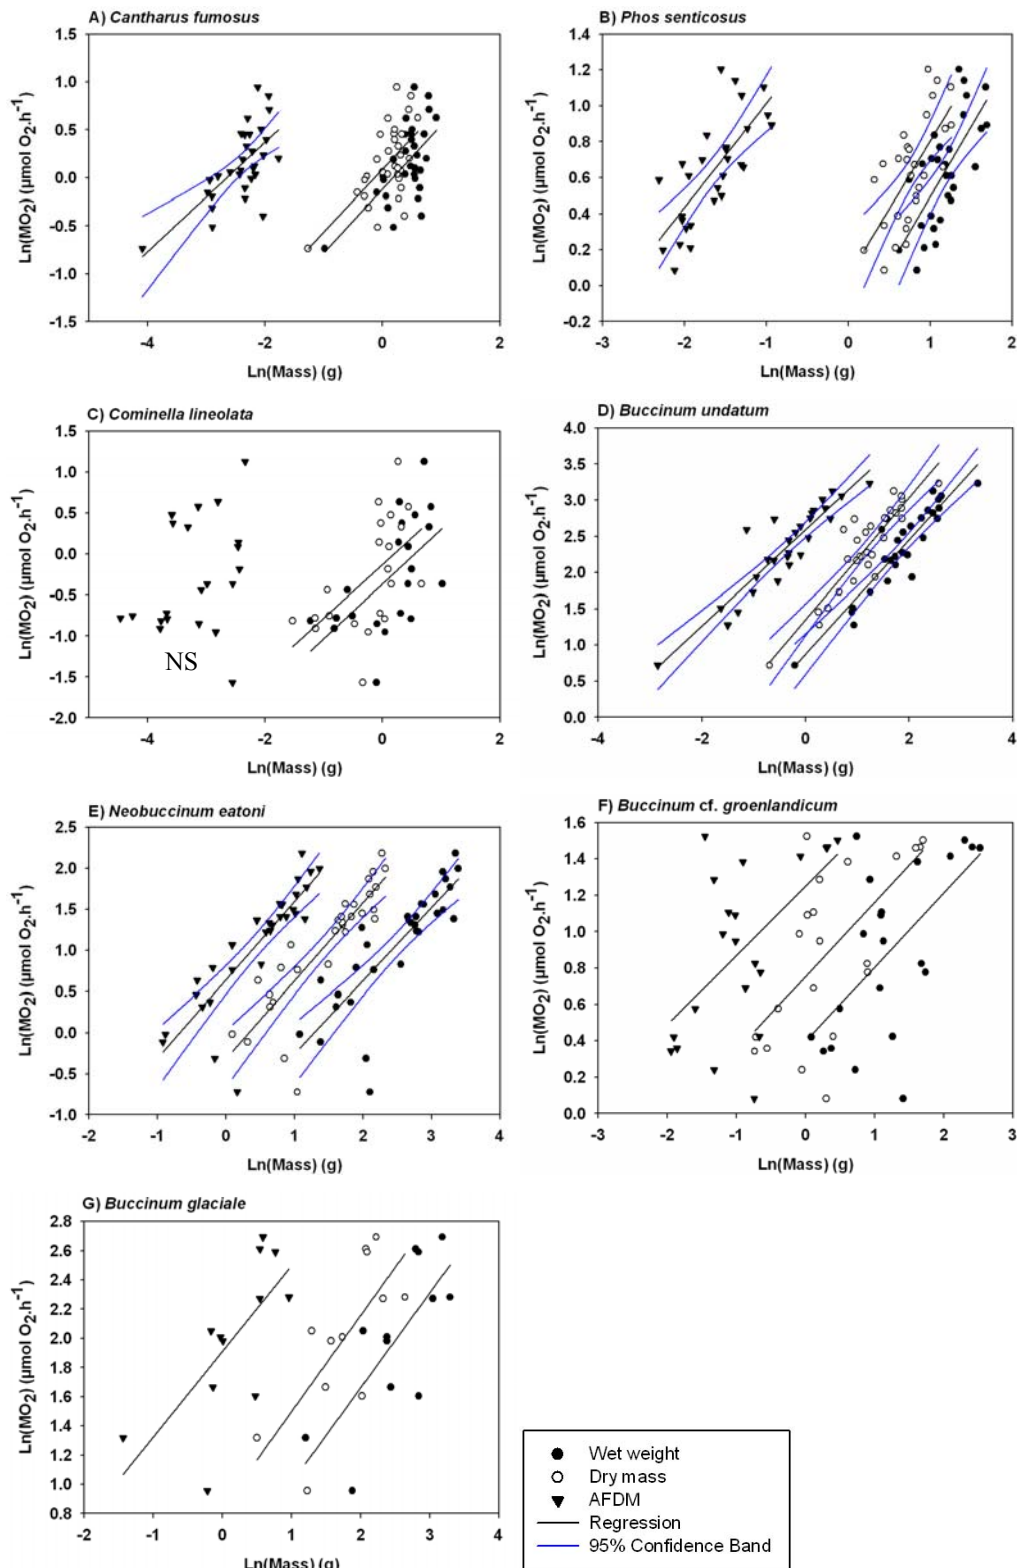 A) Cantharus fumosus
1.5
1.0
0.5
0.0
-0.5
-1.0
-1.5
Ln(MO2) (µmol O2.h-1)
-4 -2 0 2
Ln(Mass) (g)
B) Phos senticosus
1.4
1.2
1.0
0.8
0.6
0.4
0.2
0.0
-0.2
Ln(MO2) (µmol O2.h-1)
-3 -2 -1 0 1 2
Ln(Mass) (g)
C) Cominella lineolata
1.5
1.0
0.5
0.0
-0.5
-1.0
-1.5
-2.0
Ln(MO2) (µmol O2.h-1)
NS
-4 -2 0 2
Ln(Mass) (g)
D) Buccinum undatum
4.0
3.5
3.0
2.5
2.0
1.5
1.0
0.5
0.0
Ln(MO2) (µmol O2.h-1)
-4 -2 0 2 4
Ln(Mass) (g)
E) Neobuccinum eatoni
2.5
2.0
1.5
1.0
0.5
0.0
-0.5
-1.0
Ln(MO2) (µmol O2.h-1)
-2 -1 0 1 2 3 4
Ln(Mass) (g)
F) Buccinum cf. groenlandicum
1.6
1.4
1.2
1.0
0.8
0.6
0.4
0.2
0.0
Ln(MO2) (µmol O2.h-1)
-3 -2 -1 0 1 2 3
Ln(Mass) (g)
G) Buccinum glaciale
2.8
2.6
2.4
2.2
2.0
1.8
1.6
1.4
1.2
1.0
0.8
Ln(MO2) (µmol O2.h-1)
-2 -1 0 1 2 3 4
Ln(Mass) (g)
Wet weight
Dry mass
AFDM
Regression
95% Confidence Band